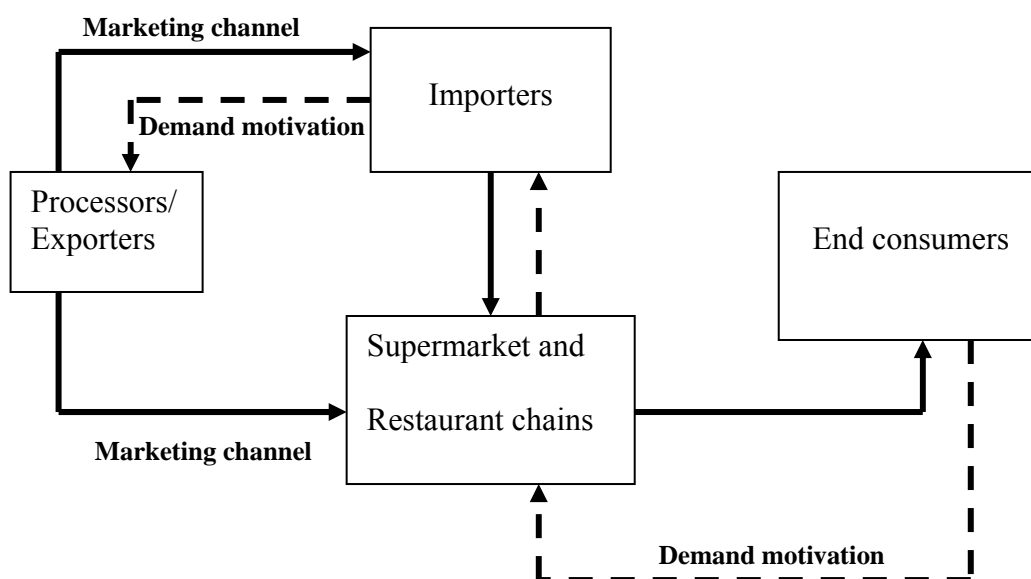 Marketing channel
Importers
Demand motivation
Processors/
Exporters
End consumers
Supermarket and
Restaurant chains
Marketing channel
Demand motivation